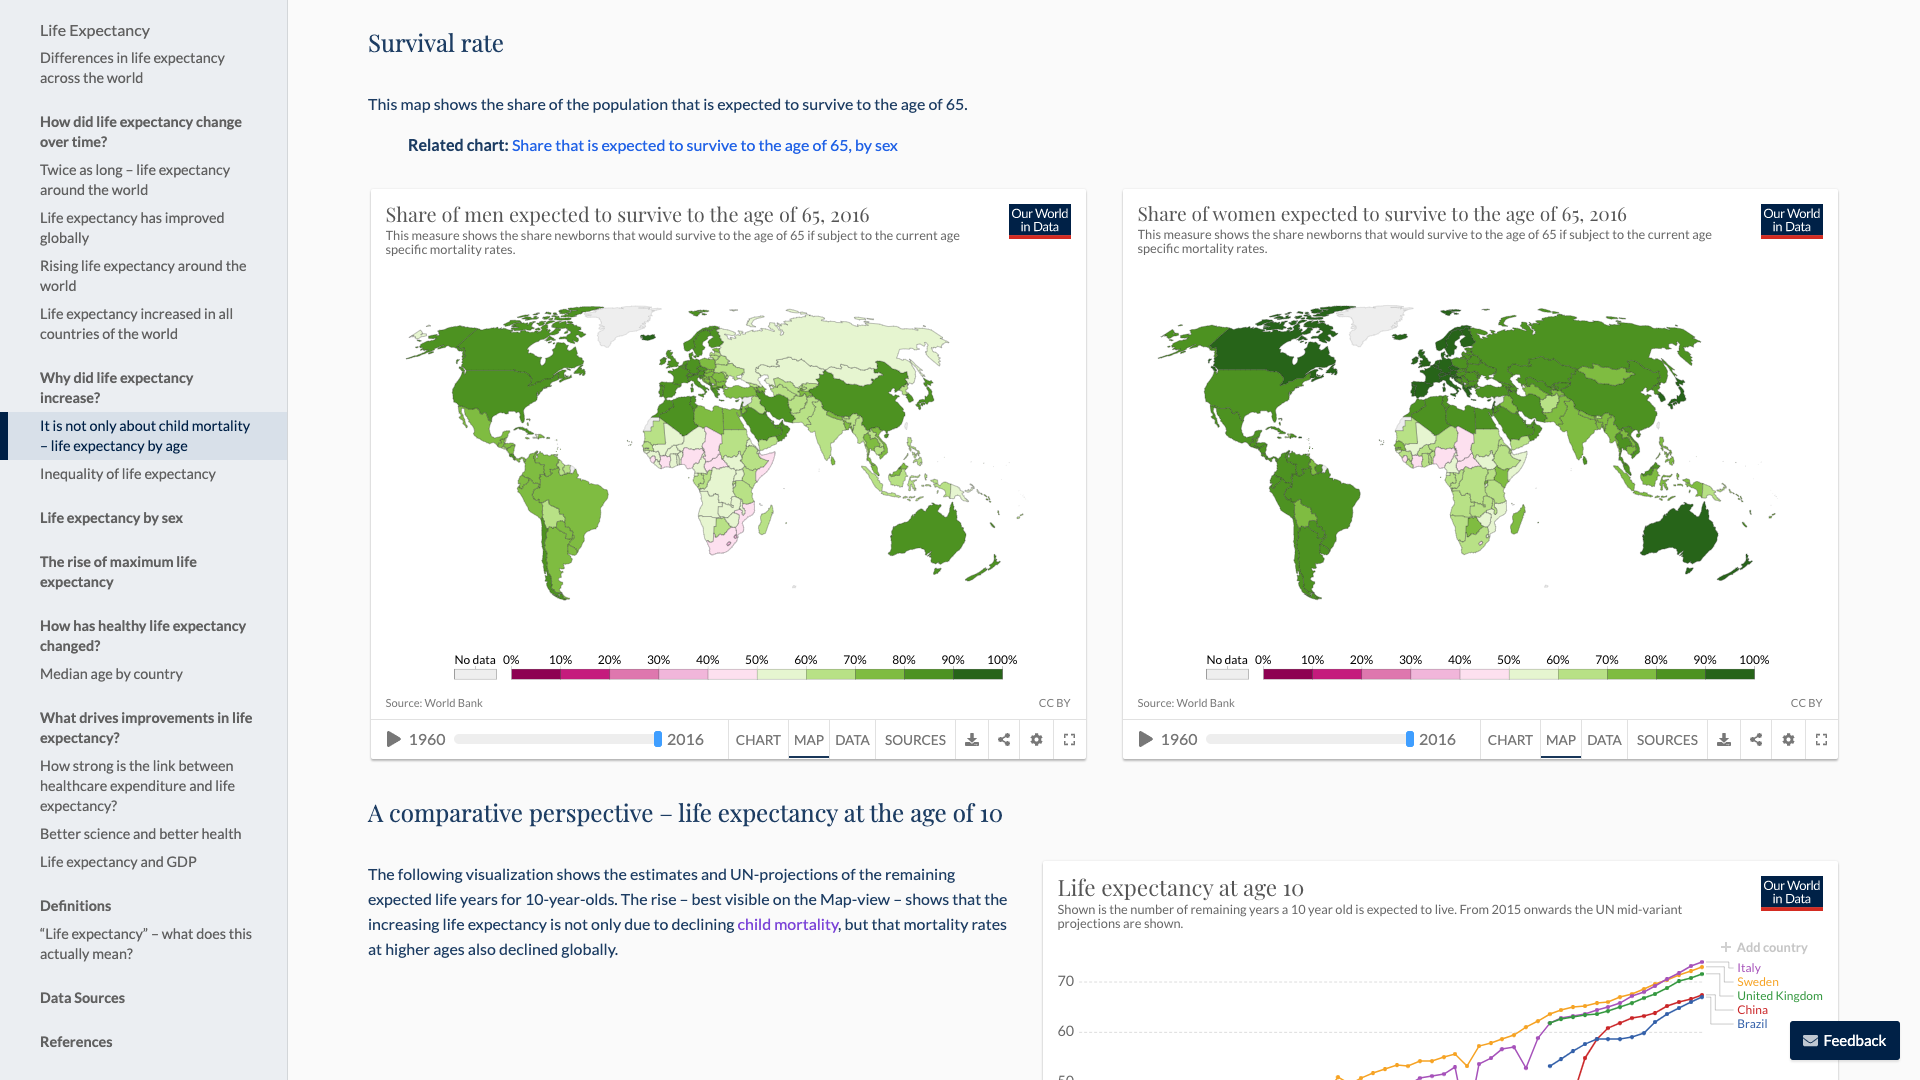 Life Expectancy
Differences in life expectancy
across the world
How did life expectancy change
over time?
Twice as long – life expectancy
around the world
Life expectancy has improved
globally
Rising life expectancy around the
world
Life expectancy increased in all
countries of the world
Why did life expectancy
increase?
It is not only about child mortality
– life expectancy by age
Inequality of life expectancy
Life expectancy by sex
The rise of maximum life
expectancy
How has healthy life expectancy
changed?
Median age by country
What drives improvements in life
expectancy?
How strong is the link between
healthcare expenditure and life
expectancy?
Better science and better health
Life expectancy and GDP
Definitions
“Life expectancy” – what does this
actually mean?
Data Sources
References
Survival rate
This map shows the share of the population that is expected to survive to the age of 65.
Related chart: Share that is expected to survive to the age of 65, by sex
Share of men expected to survive to the age of 65, 2016
This measure shows the share newborns that would survive to the age of 65 if subject to the current age
specific mortality rates.
Our World
in Data
No data 0% 10% 20% 30% 40% 50% 60% 70% 80% 90% 100%
Source: World Bank CC BY
1960 2016 CHART MAP DATA SOURCES
Share of women expected to survive to the age of 65, 2016
This measure shows the share newborns that would survive to the age of 65 if subject to the current age
specific mortality rates.
Our World
in Data
No data 0% 10% 20% 30% 40% 50% 60% 70% 80% 90% 100%
Source: World Bank CC BY
1960 2016 CHART MAP DATA SOURCES
A comparative perspective – life expectancy at the age of 10
The following visualization shows the estimates and UN-projections of the remaining
expected life years for 10-year-olds. The rise – best visible on the Map-view – shows that the
increasing life expectancy is not only due to declining child mortality, but that mortality rates
at higher ages also declined globally.
Life expectancy at age 10
Shown is the number of remaining years a 10 year old is expected to live. From 2015 onwards the UN mid-variant
projections are shown.
Our World
in Data
+ Add country
70
60
50
Italy
Sweden
United Kingdom
China
Brazil
Feedback